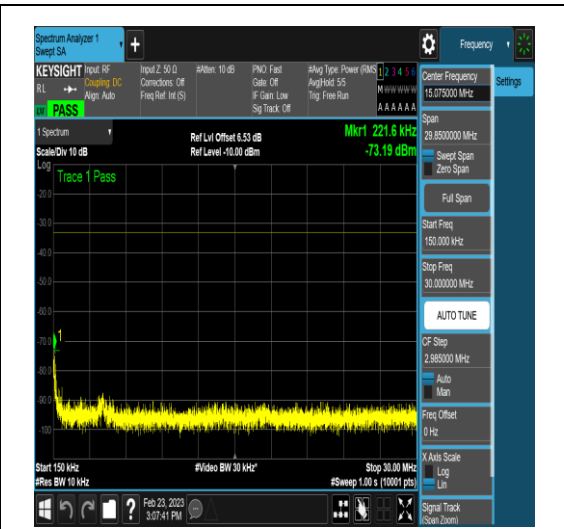 Spectrum Analyzer 1
Swept SA
+
Frequency
KEYSIGHT
RL
PASS
Input: RF
Coupling: DC
Align: Auto
Input Z: 50 Ω
Corrections: Off
Freq Ref: Int (S)
#Atten: 10 dB
PNO: Fast
Gate: Off
IF Gain: Low
Sig Track: Off
#Avg Type: Power (RMS)
Avg|Hold: 5/5
Trig: Free Run
1 2 3 4 5 6
M W W W W W
A A A A A A
1 Spectrum
Scale/Div 10 dB
Ref Lvl Offset 6.53 dB
Ref Level -10.00 dBm
Mkr1 221.6 kHz
-73.19 dBm
Log
Trace 1 Pass
-20.0
-30.0
-40.0
-50.0
-60.0
-70.0
-80.0
-90.0
-100
1
Start 150 kHz
#Res BW 10 kHz
#Video BW 30 kHz*
Stop 30.00 MHz
#Sweep 1.00 s (10001 pts)
Feb 23, 2023
3:07:41 PM
?
Center Frequency
15.075000 MHz
Settings
Span
29.8500000 MHz
Swept Span
Zero Span
Full Span
Start Freq
150.000 kHz
Stop Freq
30.000000 MHz
AUTO TUNE
CF Step
2.985000 MHz
Auto
Man
Freq Offset
0 Hz
X Axis Scale
Log
Lin
Signal Track
(Span Zoom)